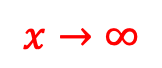 x → ∞